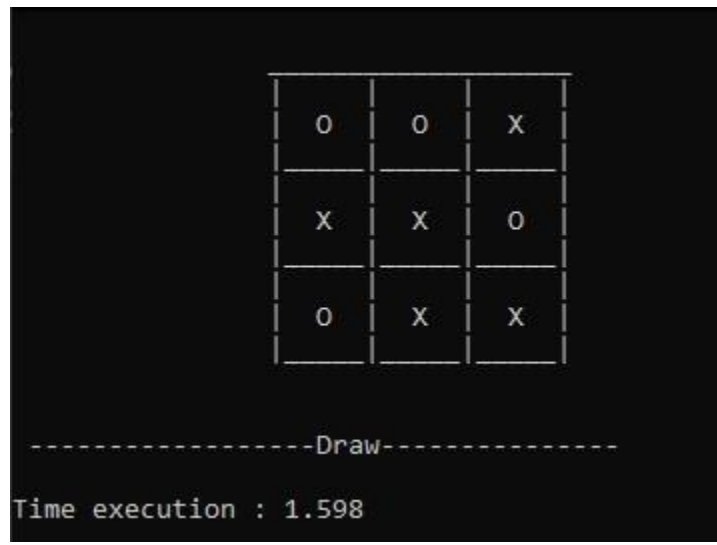 O O X
X X O
O X X
-------------------Draw---------------
Time execution : 1.598